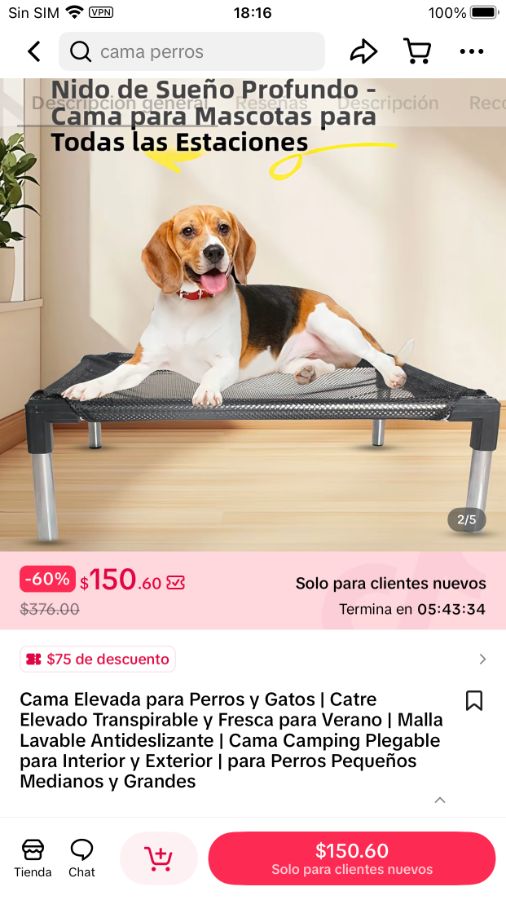 Sin SIM VPN 18:16 100%
cama perros
Nido de Sueño Profundo -
Descripción general Reseñas Descripción Reco
Cama para Mascotas para
Todas las Estaciones
2/5
-60% $150.60 Solo para clientes nuevos
$376.00 Termina en 05:43:34
$75 de descuento
Cama Elevada para Perros y Gatos | Catre
Elevado Transpirable y Fresca para Verano | Malla
Lavable Antideslizante | Cama Camping Plegable
para Interior y Exterior | para Perros Pequeños
Medianos y Grandes
$150.60
Tienda Chat Solo para clientes nuevos